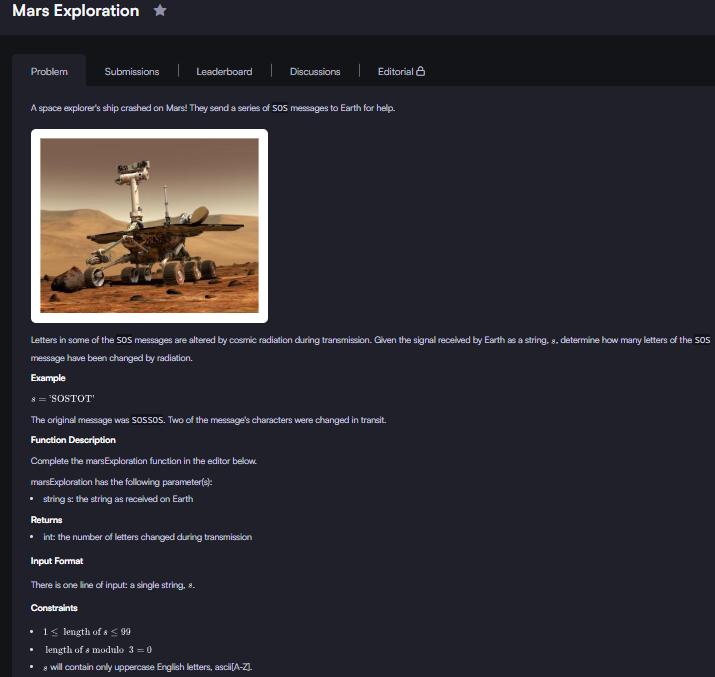 Mars Exploration
Problem
Submissions
Leaderboard
Discussions
Editorial
A space explorer's ship crashed on Mars! They send a series of SOS messages to Earth for help.
Letters in some of the SOS messages are altered by cosmic radiation during transmission. Given the signal received by Earth as a string, s, determine how many letters of the SOS
message have been changed by radiation.
Example
s = 'SOSTOT'
The original message was SOSSOS. Two of the message's characters were changed in transit.
Function Description
Complete the marsExploration function in the editor below.
marsExploration has the following parameter(s):
• string s: the string as received on Earth
Returns
• int: the number of letters changed during transmission
Input Format
There is one line of input: a single string, s.
Constraints
• 1 ≤ length of s ≤ 99
• length of s modulo 3 = 0
• s will contain only uppercase English letters, ascii[A-Z].